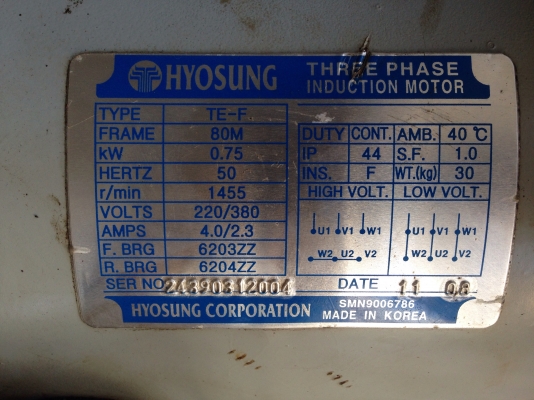 HYOSUNG
THREE PHASE
INDUCTION MOTOR
TYPE TE-F
FRAME 80M
kW 0.75
HERTZ 50
r/min 1455
VOLTS 220/380
AMPS 4.0/2.3
F. BRG 6203ZZ
R. BRG 6204ZZ
DUTY CONT. AMB. 40 ℃
IP 44 S.F. 1.0
INS. F WT.(kg) 30
HIGH VOLT. LOW VOLT.
U1 V1 W1 U1 V1 W1
W2 U2 V2 W2 U2 V2
SER NO 2A390312004 DATE 11 08
HYOSUNG CORPORATION
SMN9006786
MADE IN KOREA